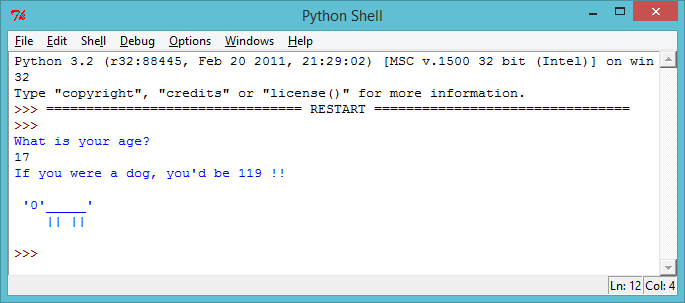 Python Shell
File Edit Shell Debug Options Windows Help
Python 3.2 (r32:88445, Feb 20 2011, 21:29:02) [MSC v.1500 32 bit (Intel)] on win
32
Type "copyright", "credits" or "license()" for more information.
>>> ================================ RESTART ================================
>>>
What is your age?
17
If you were a dog, you'd be 119 !!
 '0'_____'
    || ||
>>>
Ln: 12 Col: 4